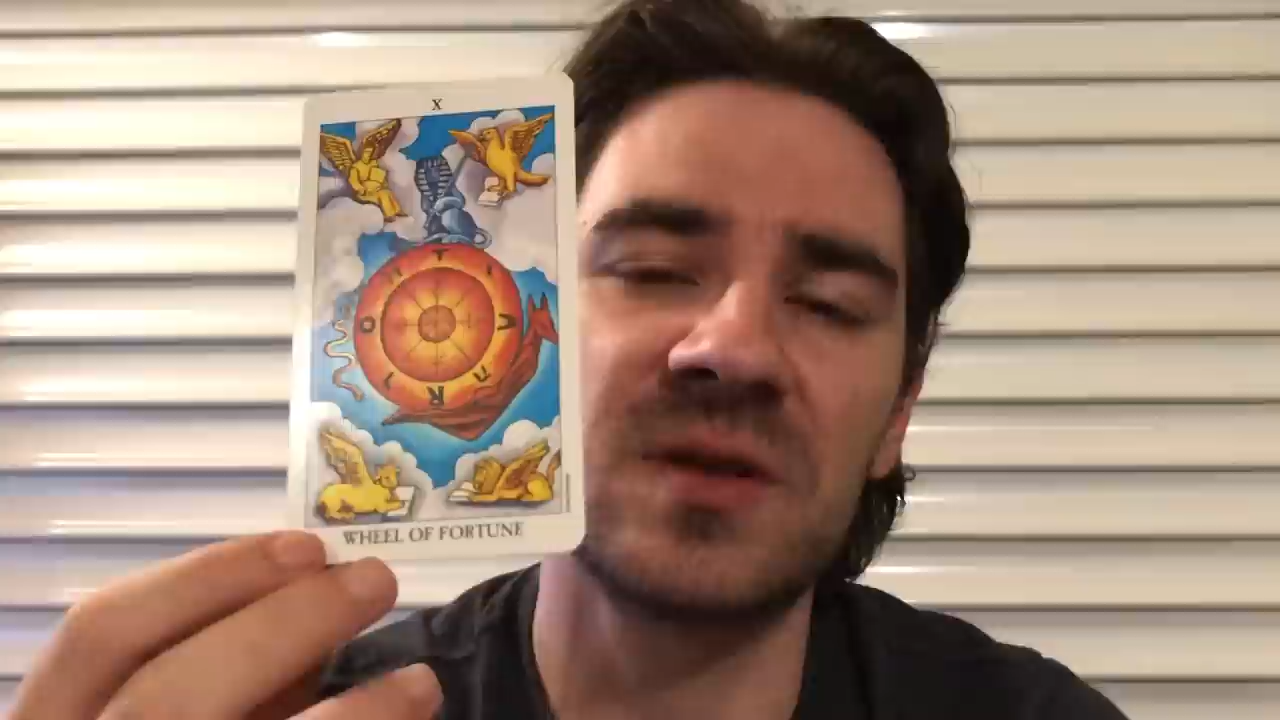 X
T י A ה R ו O ה
WHEEL OF FORTUNE